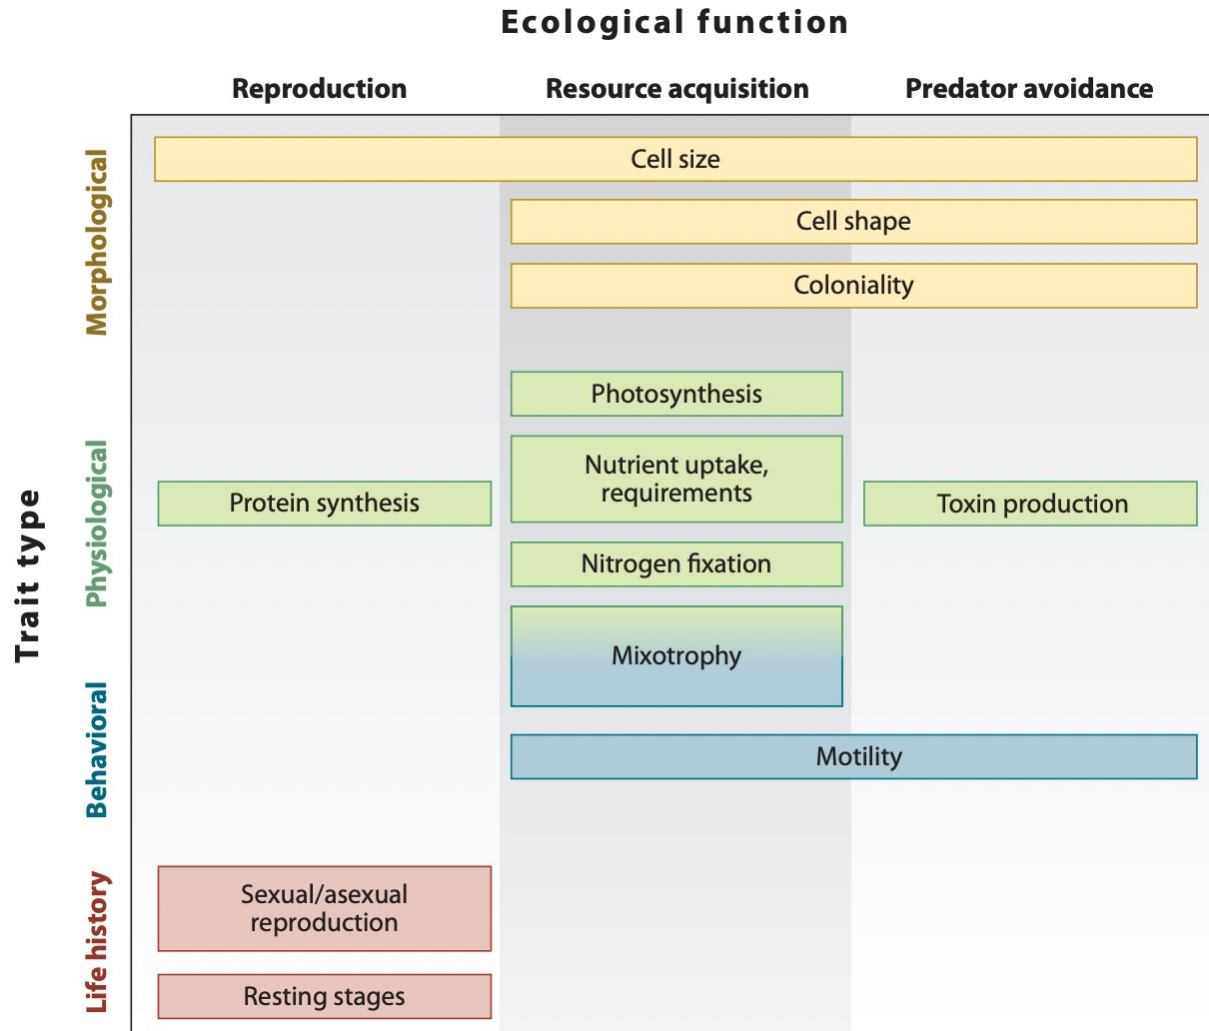 Ecological function
Reproduction
Resource acquisition
Predator avoidance
Trait type
Morphological
Cell size
Cell shape
Coloniality
Physiological
Photosynthesis
Protein synthesis
Nutrient uptake,
requirements
Toxin production
Nitrogen fixation
Mixotrophy
Behavioral
Motility
Life history
Sexual/asexual
reproduction
Resting stages